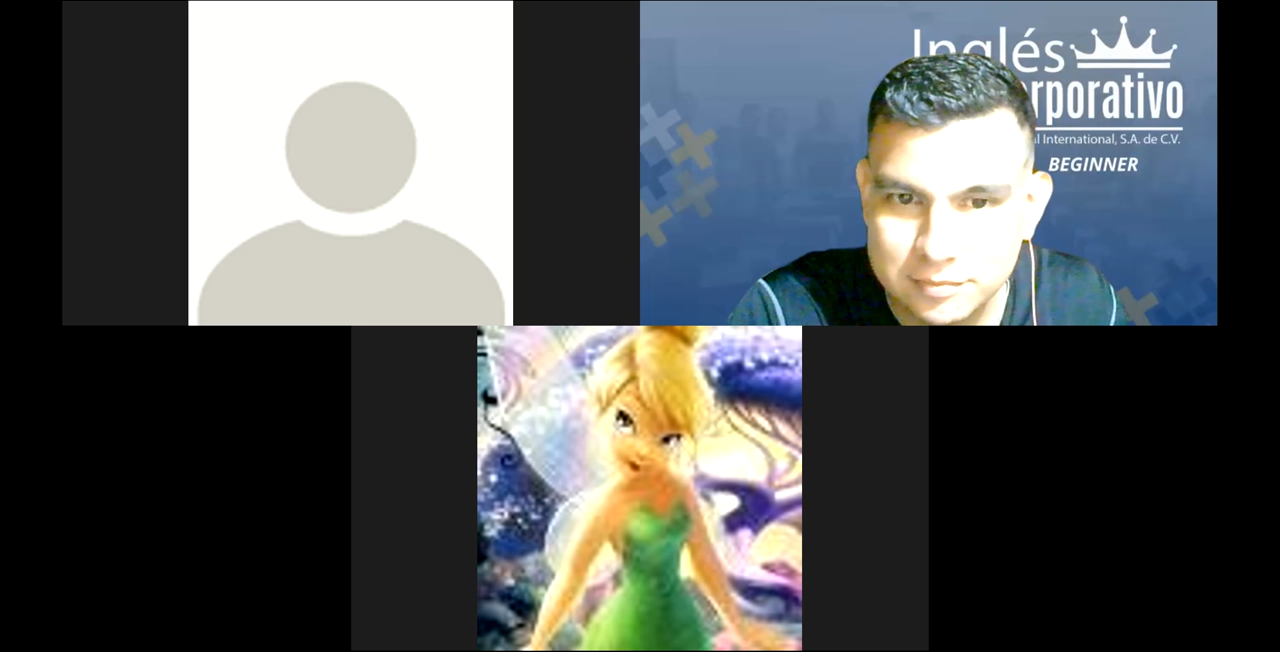 Inglés
rporativo
l International, S.A. de C.V.
BEGINNER